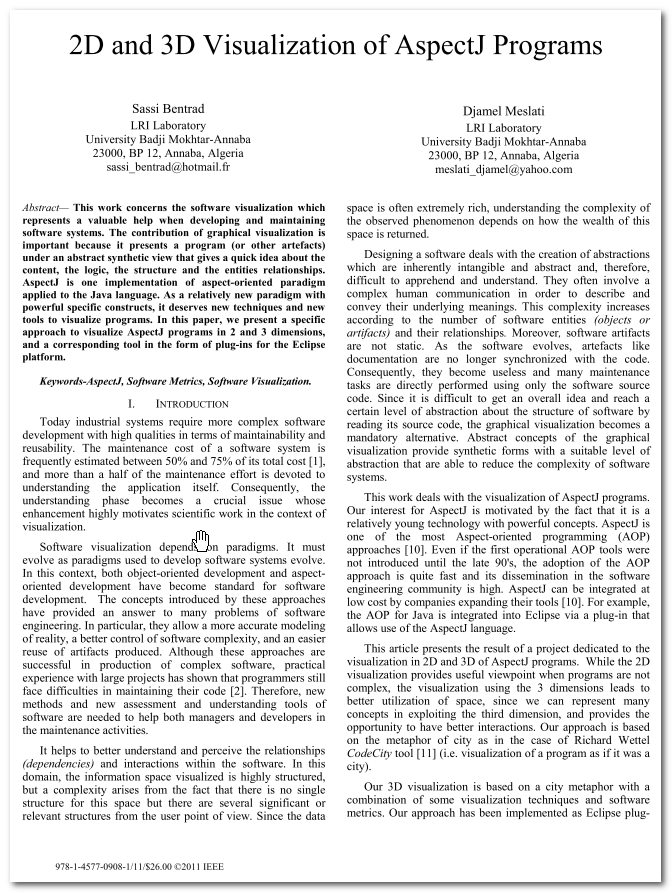 2D and 3D Visualization of AspectJ Programs
Sassi Bentrad
LRI Laboratory
University Badji Mokhtar-Annaba
23000, BP 12, Annaba, Algeria
sassi_bentrad@hotmail.fr
Djamel Meslati
LRI Laboratory
University Badji Mokhtar-Annaba
23000, BP 12, Annaba, Algeria
meslati_djamel@yahoo.com
Abstract— This work concerns the software visualization which
represents a valuable help when developing and maintaining
software systems. The contribution of graphical visualization is
important because it presents a program (or other artefacts)
under an abstract synthetic view that gives a quick idea about the
content, the logic, the structure and the entities relationships.
AspectJ is one implementation of aspect-oriented paradigm
applied to the Java language. As a relatively new paradigm with
powerful specific constructs, it deserves new techniques and new
tools to visualize programs. In this paper, we present a specific
approach to visualize AspectJ programs in 2 and 3 dimensions,
and a corresponding tool in the form of plug-ins for the Eclipse
platform.
Keywords-AspectJ, Software Metrics, Software Visualization.
I. INTRODUCTION
Today industrial systems require more complex software
development with high qualities in terms of maintainability and
reusability. The maintenance cost of a software system is
frequently estimated between 50% and 75% of its total cost [1],
and more than a half of the maintenance effort is devoted to
understanding the application itself. Consequently, the
understanding phase becomes a crucial issue whose
enhancement highly motivates scientific work in the context of
visualization.
Software visualization depends on paradigms. It must
evolve as paradigms used to develop software systems evolve.
In this context, both object-oriented development and aspect-
oriented development have become standard for software
development. The concepts introduced by these approaches
have provided an answer to many problems of software
engineering. In particular, they allow a more accurate modeling
of reality, a better control of software complexity, and an easier
reuse of artifacts produced. Although these approaches are
successful in production of complex software, practical
experience with large projects has shown that programmers still
face difficulties in maintaining their code [2]. Therefore, new
methods and new assessment and understanding tools of
software are needed to help both managers and developers in
the maintenance activities.
It helps to better understand and perceive the relationships
(dependencies) and interactions within the software. In this
domain, the information space visualized is highly structured,
but a complexity arises from the fact that there is no single
structure for this space but there are several significant or
relevant structures from the user point of view. Since the data
space is often extremely rich, understanding the complexity of
the observed phenomenon depends on how the wealth of this
space is returned.
Designing a software deals with the creation of abstractions
which are inherently intangible and abstract and, therefore,
difficult to apprehend and understand. They often involve a
complex human communication in order to describe and
convey their underlying meanings. This complexity increases
according to the number of software entities (objects or
artifacts) and their relationships. Moreover, software artifacts
are not static. As the software evolves, artefacts like
documentation are no longer synchronized with the code.
Consequently, they become useless and many maintenance
tasks are directly performed using only the software source
code. Since it is difficult to get an overall idea and reach a
certain level of abstraction about the structure of software by
reading its source code, the graphical visualization becomes a
mandatory alternative. Abstract concepts of the graphical
visualization provide synthetic forms with a suitable level of
abstraction that are able to reduce the complexity of software
systems.
This work deals with the visualization of AspectJ programs.
Our interest for AspectJ is motivated by the fact that it is a
relatively young technology with powerful concepts. AspectJ is
one of the most Aspect-oriented programming (AOP)
approaches [10]. Even if the first operational AOP tools were
not introduced until the late 90's, the adoption of the AOP
approach is quite fast and its dissemination in the software
engineering community is high. AspectJ can be integrated at
low cost by companies expanding their tools [10]. For example,
the AOP for Java is integrated into Eclipse via a plug-in that
allows use of the AspectJ language.
This article presents the result of a project dedicated to the
visualization in 2D and 3D of AspectJ programs. While the 2D
visualization provides useful viewpoint when programs are not
complex, the visualization using the 3 dimensions leads to
better utilization of space, since we can represent many
concepts in exploiting the third dimension, and provides the
opportunity to have better interactions. Our approach is based
on the metaphor of city as in the case of Richard Wettel
CodeCity tool [11] (i.e. visualization of a program as if it was a
city).
Our 3D visualization is based on a city metaphor with a
combination of some visualization techniques and software
metrics. Our approach has been implemented as Eclipse plug-
978-1-4577-0908-1/11/$26.00 ©2011 IEEE